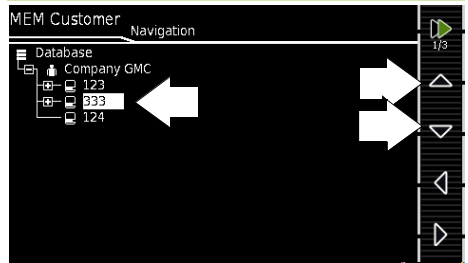 MEM Customer
Navigation
1/3
Database
Company GMC
123
333
124